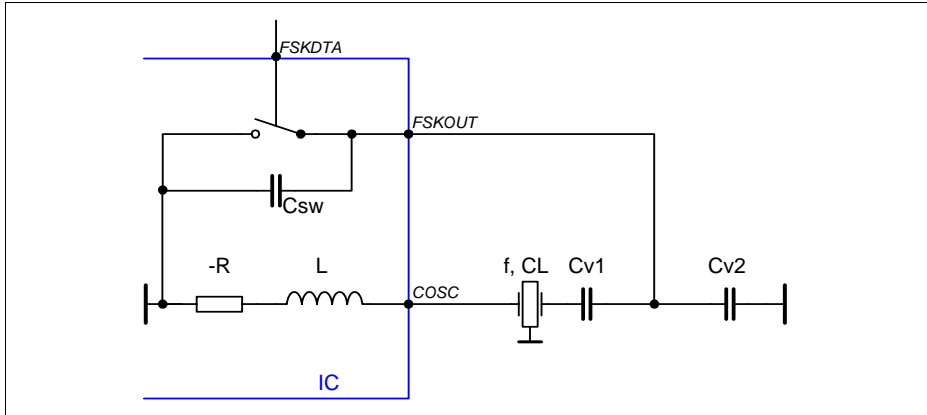 FSKDTA
FSKOUT
Csw
-R L f, CL Cv1 Cv2
COSC
IC